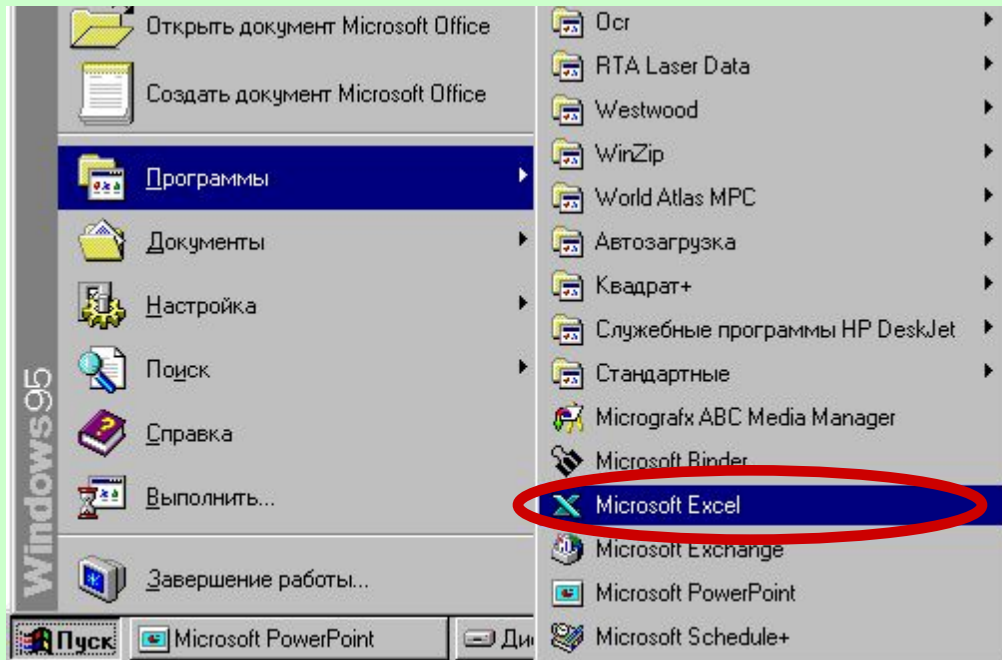 Открыть документ Microsoft Office
Создать документ Microsoft Office
Программы
Документы
Настройка
Поиск
Справка
Выполнить...
Завершение работы...
Windows95
Ocr
RTA Laser Data
Westwood
WinZip
World Atlas MPC
Автозагрузка
Квадрат+
Служебные программы HP DeskJet
Стандартные
Micrografx ABC Media Manager
Microsoft Binder
Microsoft Excel
Microsoft Exchange
Microsoft PowerPoint
Microsoft Schedule+
Пуск
Microsoft PowerPoint